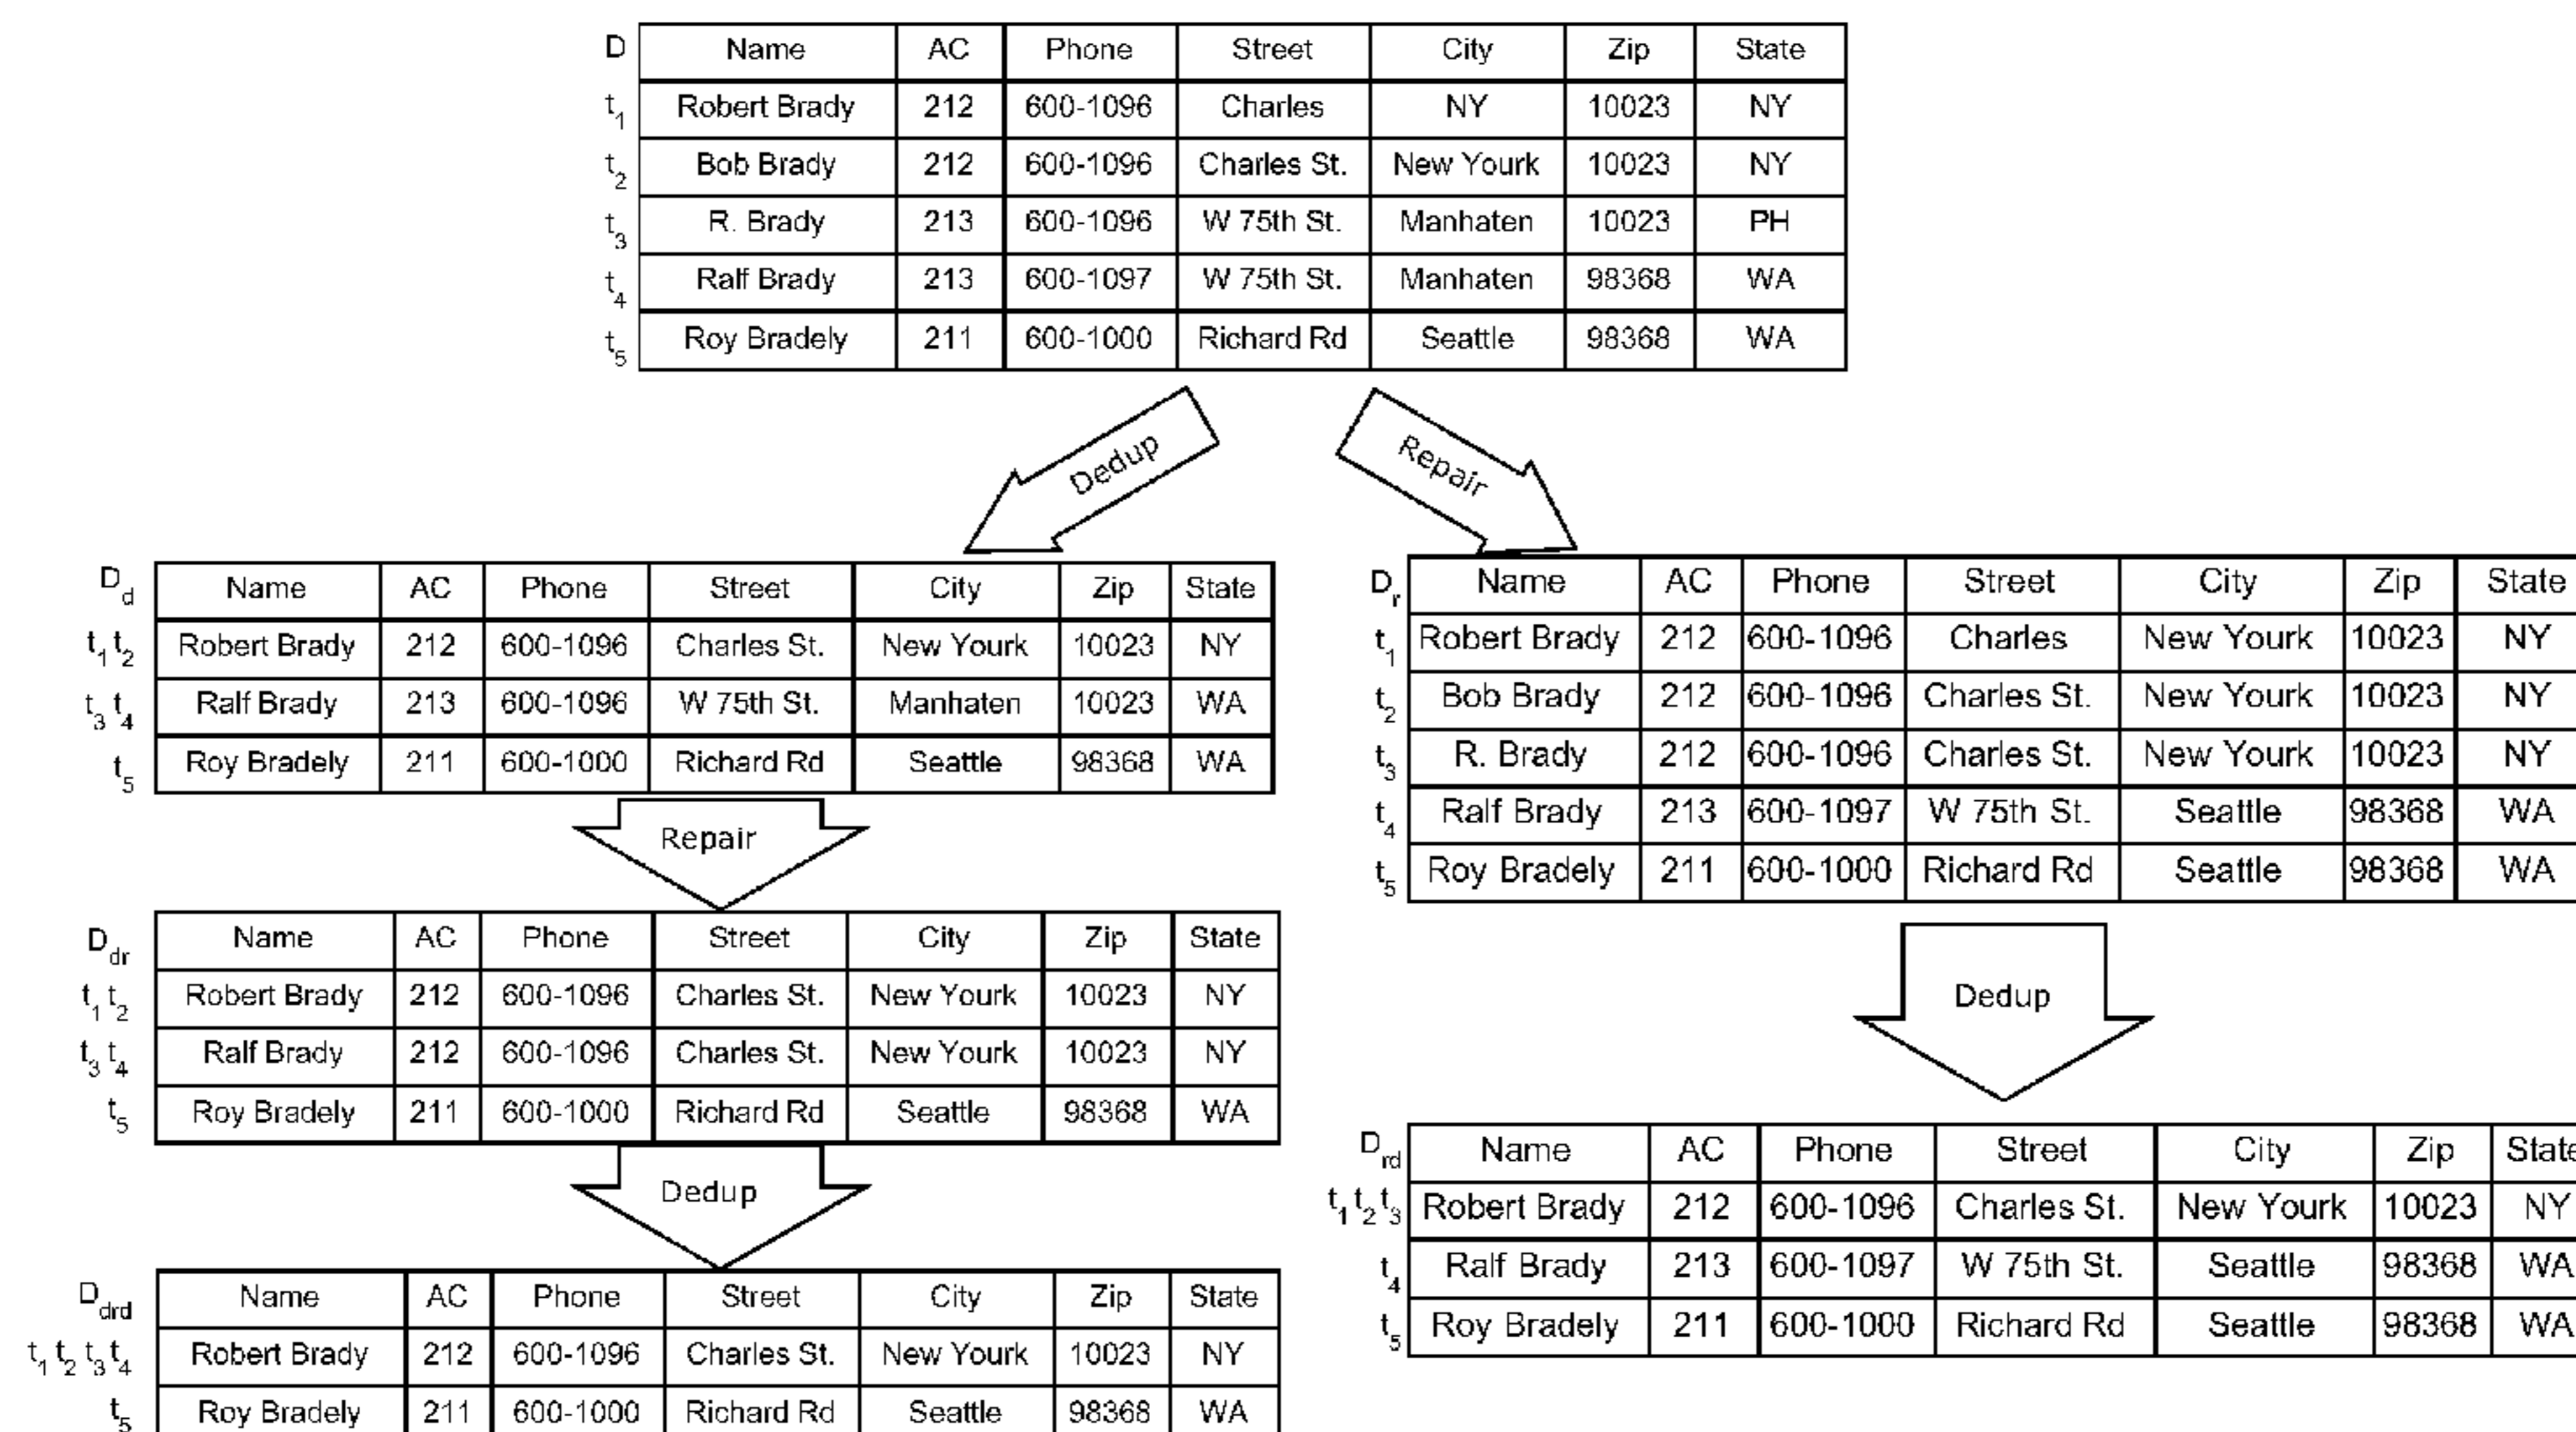 D Name AC Phone Street City Zip State
t1 Robert Brady 212 600-1096 Charles NY 10023 NY
t2 Bob Brady 212 600-1096 Charles St. New Yourk 10023 NY
t3 R. Brady 213 600-1096 W 75th St. Manhaten 10023 PH
t4 Ralf Brady 213 600-1097 W 75th St. Manhaten 98368 WA
t5 Roy Bradely 211 600-1000 Richard Rd Seattle 98368 WA
Dedup
Repair
Dd Name AC Phone Street City Zip State
t1 t2 Robert Brady 212 600-1096 Charles St. New Yourk 10023 NY
t3 t4 Ralf Brady 213 600-1096 W 75th St. Manhaten 10023 WA
t5 Roy Bradely 211 600-1000 Richard Rd Seattle 98368 WA
Repair
Ddr Name AC Phone Street City Zip State
t1 t2 Robert Brady 212 600-1096 Charles St. New Yourk 10023 NY
t3 t4 Ralf Brady 212 600-1096 Charles St. New Yourk 10023 NY
t5 Roy Bradely 211 600-1000 Richard Rd Seattle 98368 WA
Dedup
Ddrd Name AC Phone Street City Zip State
t1 t2 t3 t4 Robert Brady 212 600-1096 Charles St. New Yourk 10023 NY
t5 Roy Bradely 211 600-1000 Richard Rd Seattle 98368 WA
Dr Name AC Phone Street City Zip State
t1 Robert Brady 212 600-1096 Charles New Yourk 10023 NY
t2 Bob Brady 212 600-1096 Charles St. New Yourk 10023 NY
t3 R. Brady 212 600-1096 Charles St. New Yourk 10023 NY
t4 Ralf Brady 213 600-1097 W 75th St. Seattle 98368 WA
t5 Roy Bradely 211 600-1000 Richard Rd Seattle 98368 WA
Dedup
Drd Name AC Phone Street City Zip State
t1 t2 t3 Robert Brady 212 600-1096 Charles St. New Yourk 10023 NY
t4 Ralf Brady 213 600-1097 W 75th St. Seattle 98368 WA
t5 Roy Bradely 211 600-1000 Richard Rd Seattle 98368 WA